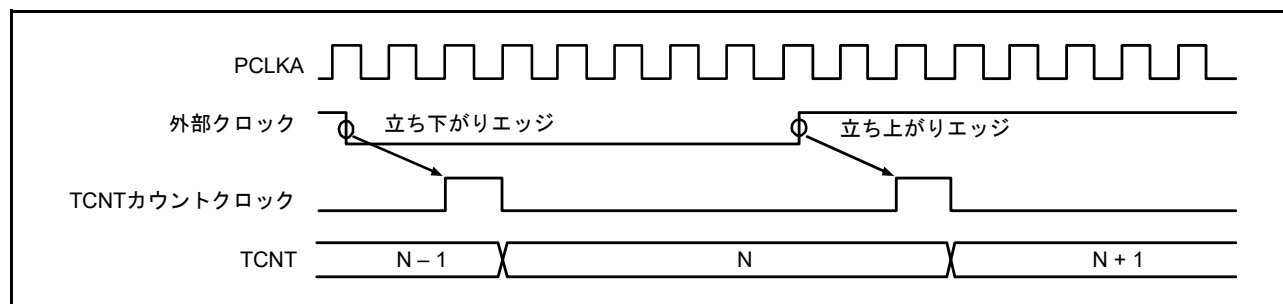 PCLKA
外部クロック
立ち下がりエッジ
立ち上がりエッジ
TCNTカウントクロック
TCNT
N – 1
N
N + 1